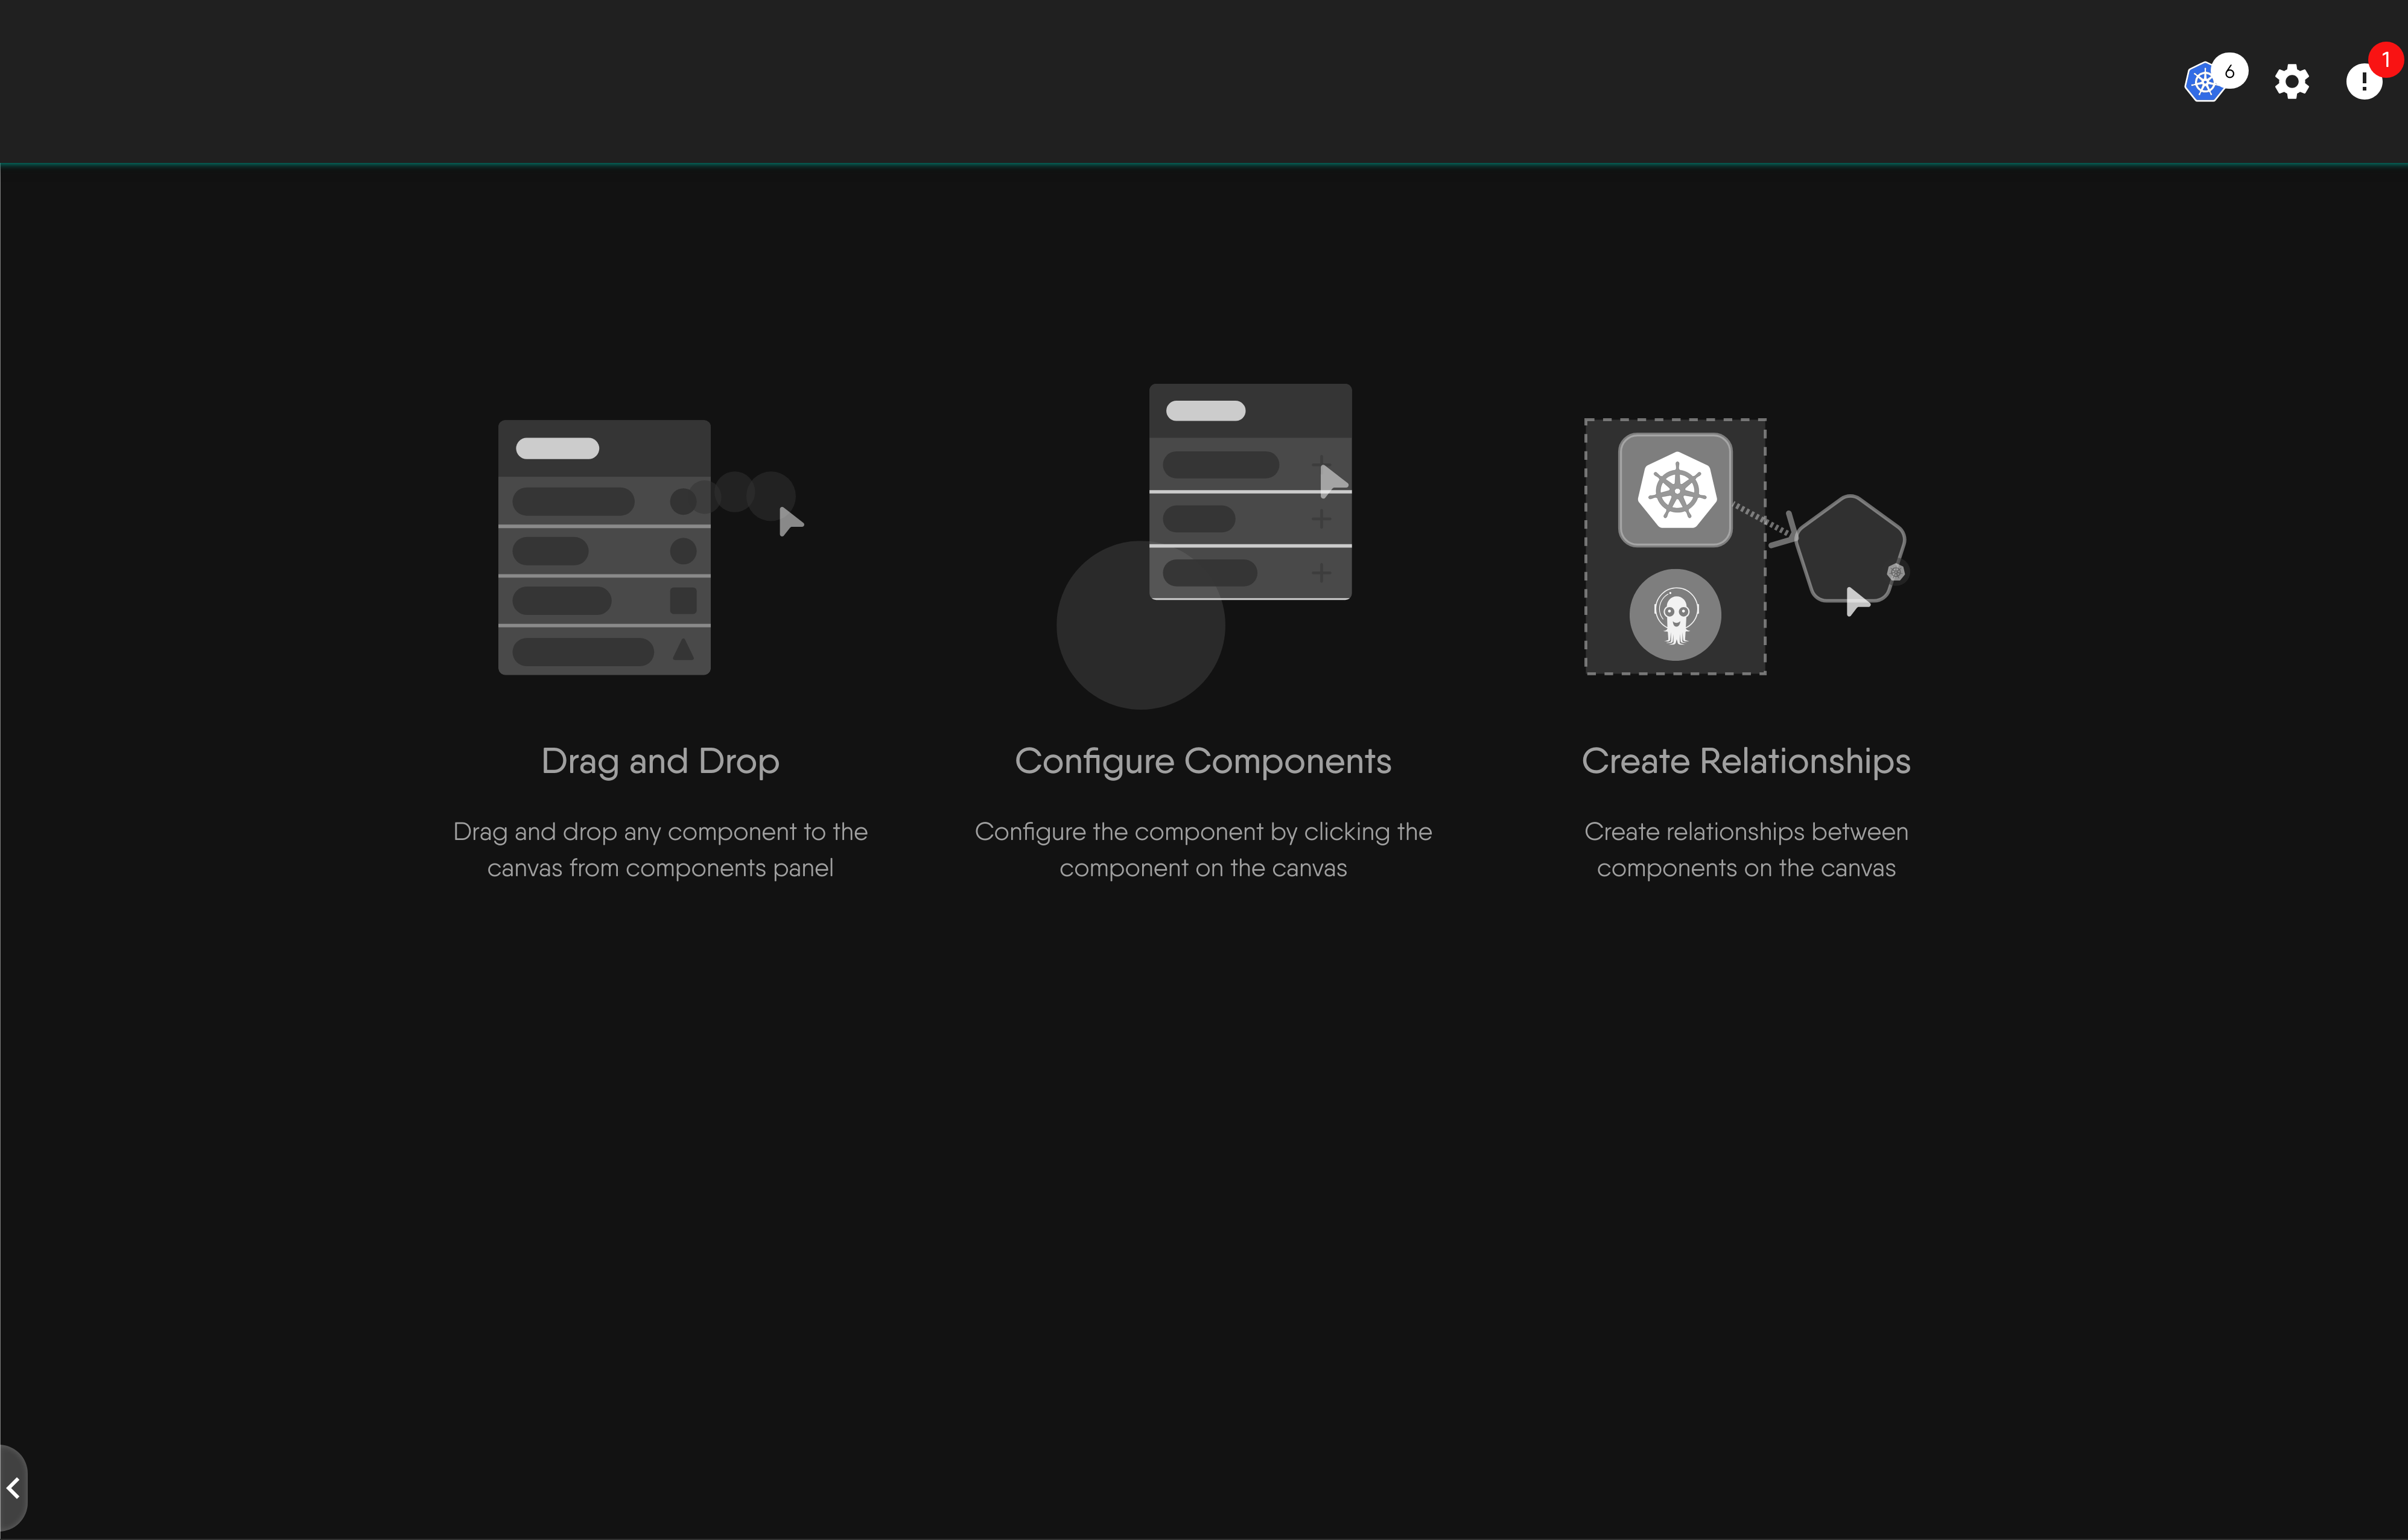 6
1
Drag and Drop
Drag and drop any component to the
canvas from components panel
Configure Components
Configure the component by clicking the
component on the canvas
Create Relationships
Create relationships between
components on the canvas